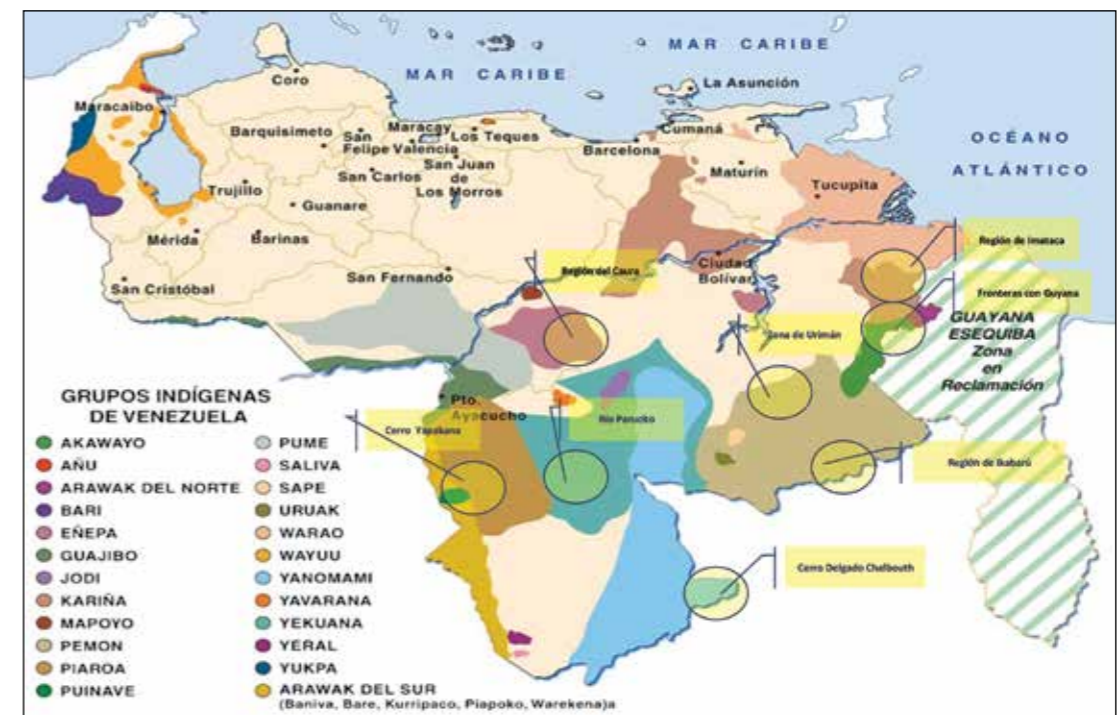 MAR CARIBE
MAR CARIBE
OCÉANO
ATLÁNTICO
Coro
La Asunción
Maracaibo
Barquisimeto
San
Felipe
Maracay
Valencia
Los Teques
Cumaná
Barcelona
San Carlos
San Juan
de
Los Morros
Maturín
Tucupita
Trujillo
Guanare
Mérida
Barinas
San Cristóbal
San Fernando
Ciudad
Bolívar
Región del Caura
Región de Imataca
Fronteras con Guyana
GUAYANA
ESEQUIBA
Zona
en
Reclamación
Zona de Urimán
Pto.
Ayacucho
Cerro Yapakana
Río Parucito
Región de Ikabarú
Cerro Delgado Chalbouth
GRUPOS INDÍGENAS
DE VENEZUELA
AKAWAYO
AÑU
ARAWAK DEL NORTE
BARI
EÑEPA
GUAJIBO
JODI
KARIÑA
MAPOYO
PEMON
PIAROA
PUINAVE
PUME
SALIVA
SAPE
URUAK
WARAO
WAYUU
YANOMAMI
YAVARANA
YEKUANA
YERAL
YUKPA
ARAWAK DEL SUR
(Baniva, Bare, Kurripaco, Piapoko, Warekena)a